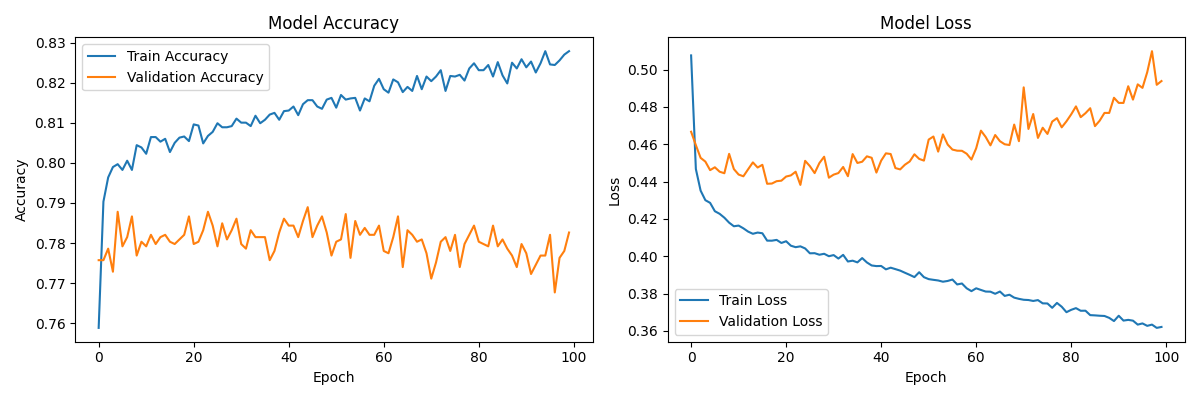 Model Accuracy
0.83
0.82
0.81
0.80
0.79
0.78
0.77
0.76
Accuracy
Train Accuracy
Validation Accuracy
0 20 40 60 80 100
Epoch
Model Loss
0.50
0.48
0.46
0.44
0.42
0.40
0.38
0.36
Loss
Train Loss
Validation Loss
0 20 40 60 80 100
Epoch